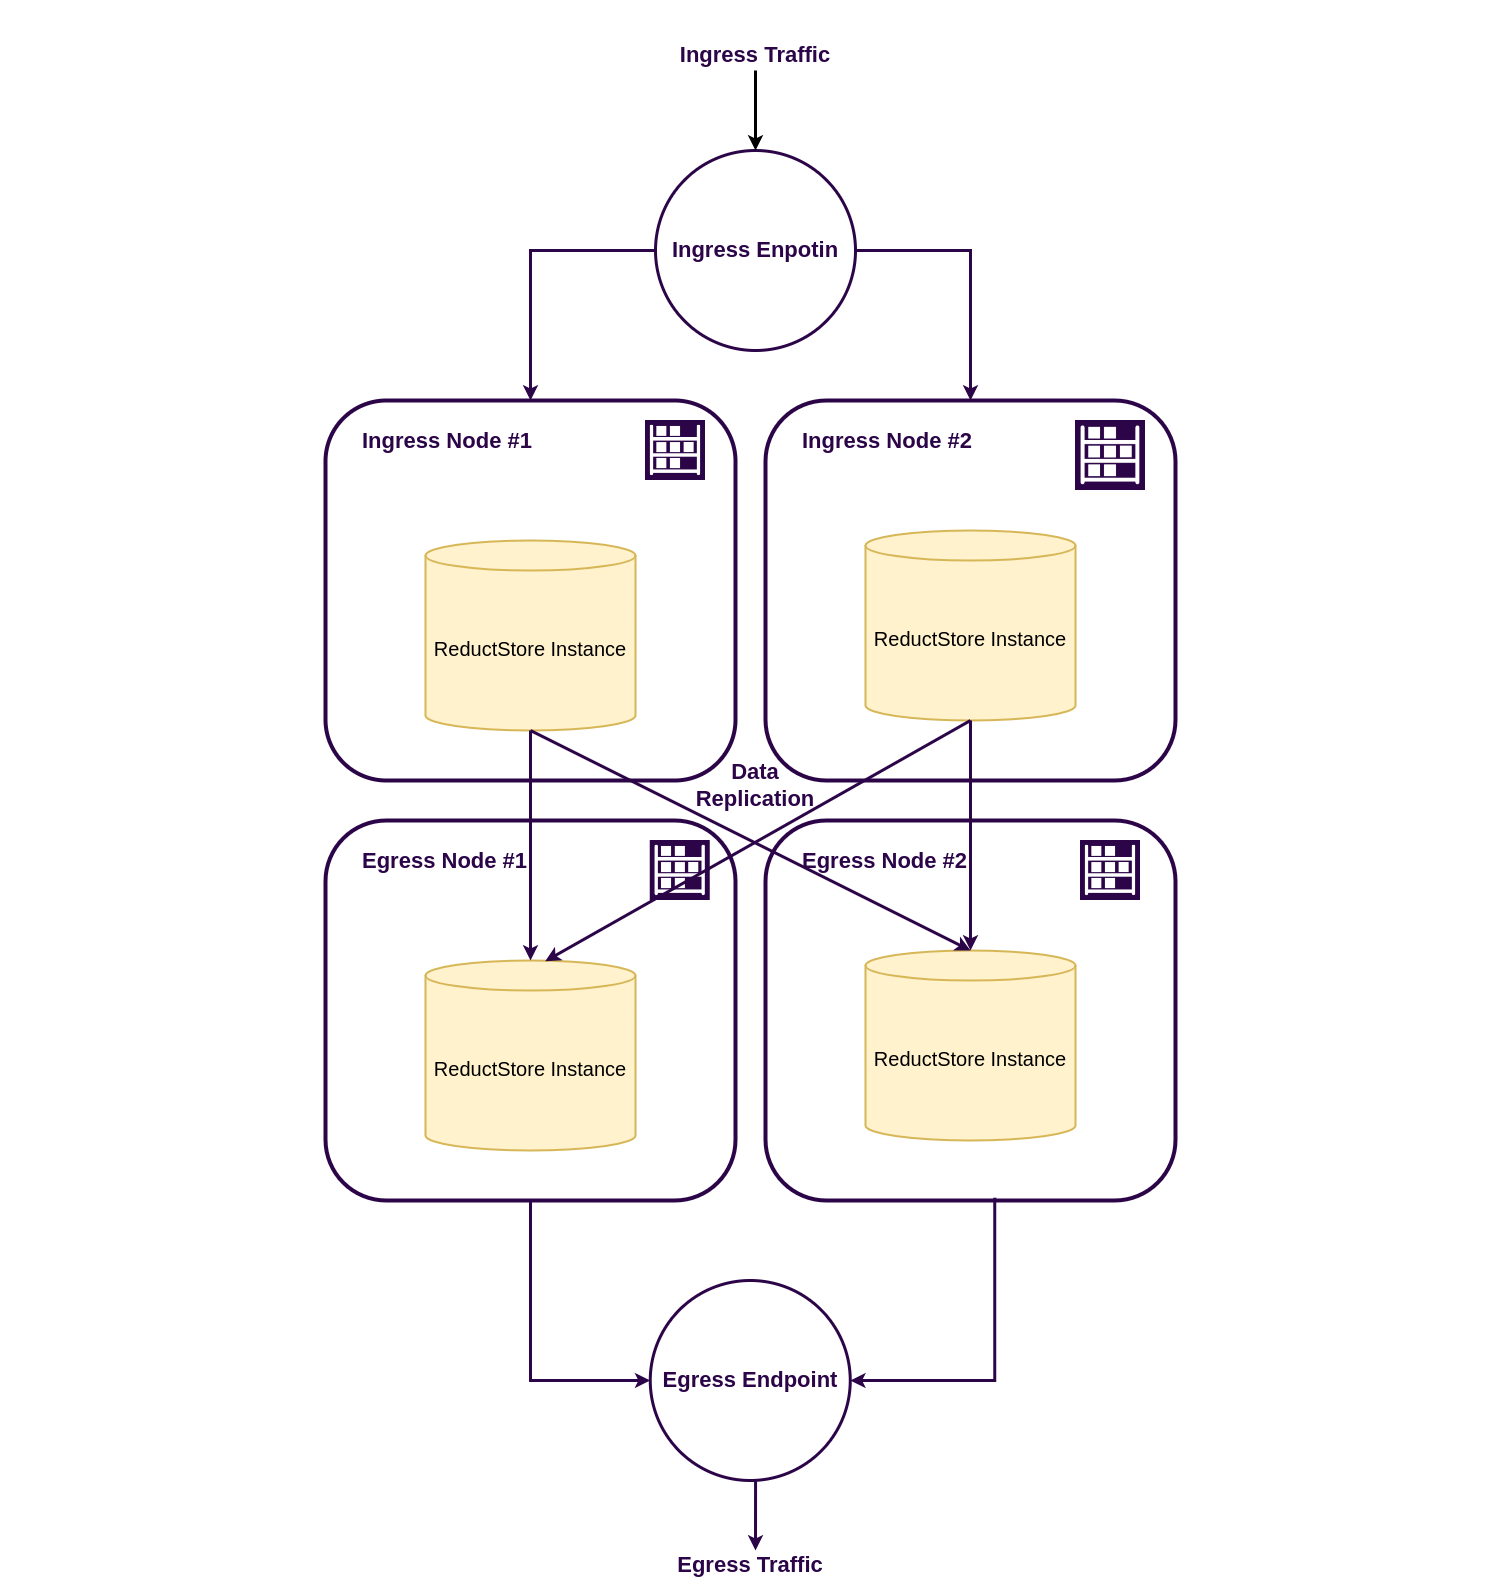 Ingress Traffic
Ingress Enpotin
Ingress Node #1
Ingress Node #2
ReductStore Instance
ReductStore Instance
Data
Replication
Egress Node #1
Egress Node #2
ReductStore Instance
ReductStore Instance
Egress Endpoint
Egress Traffic